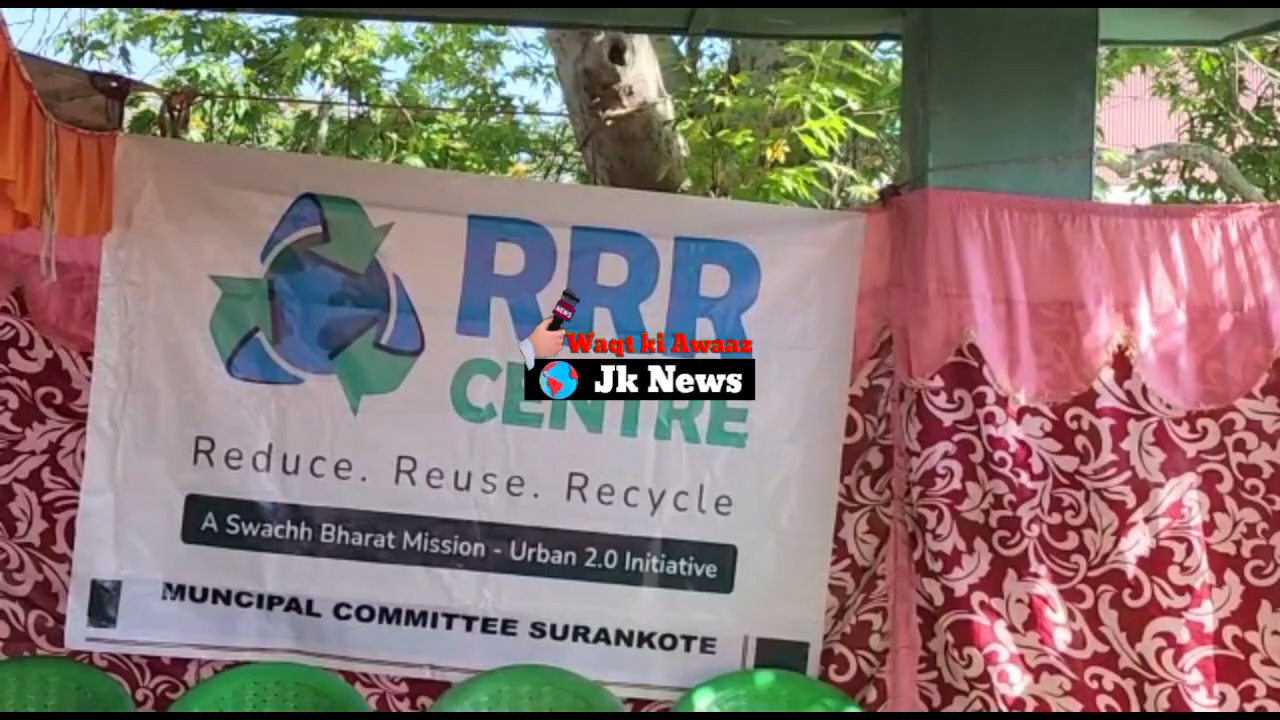 RRR
NEWS
Waqt ki Awaaz
Jk News
CENTRE
Reduce. Reuse. Recycle
A Swachh Bharat Mission - Urban 2.0 Initiative
MUNCIPAL COMMITTEE SURANKOTE